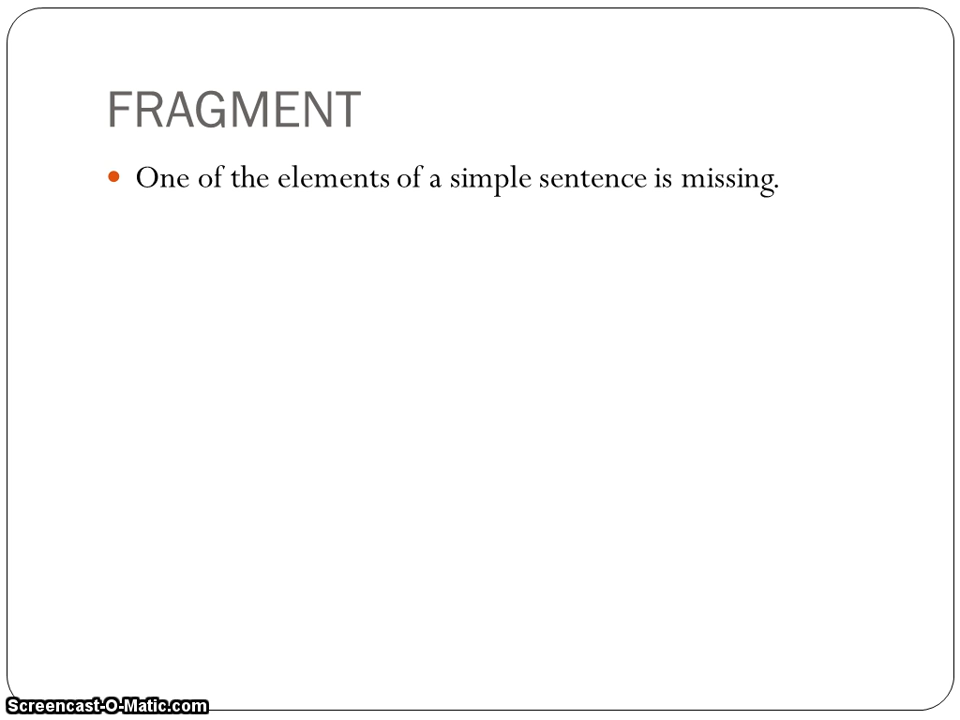 FRAGMENT
One of the elements of a simple sentence is missing.
Screencast-O-Matic.com